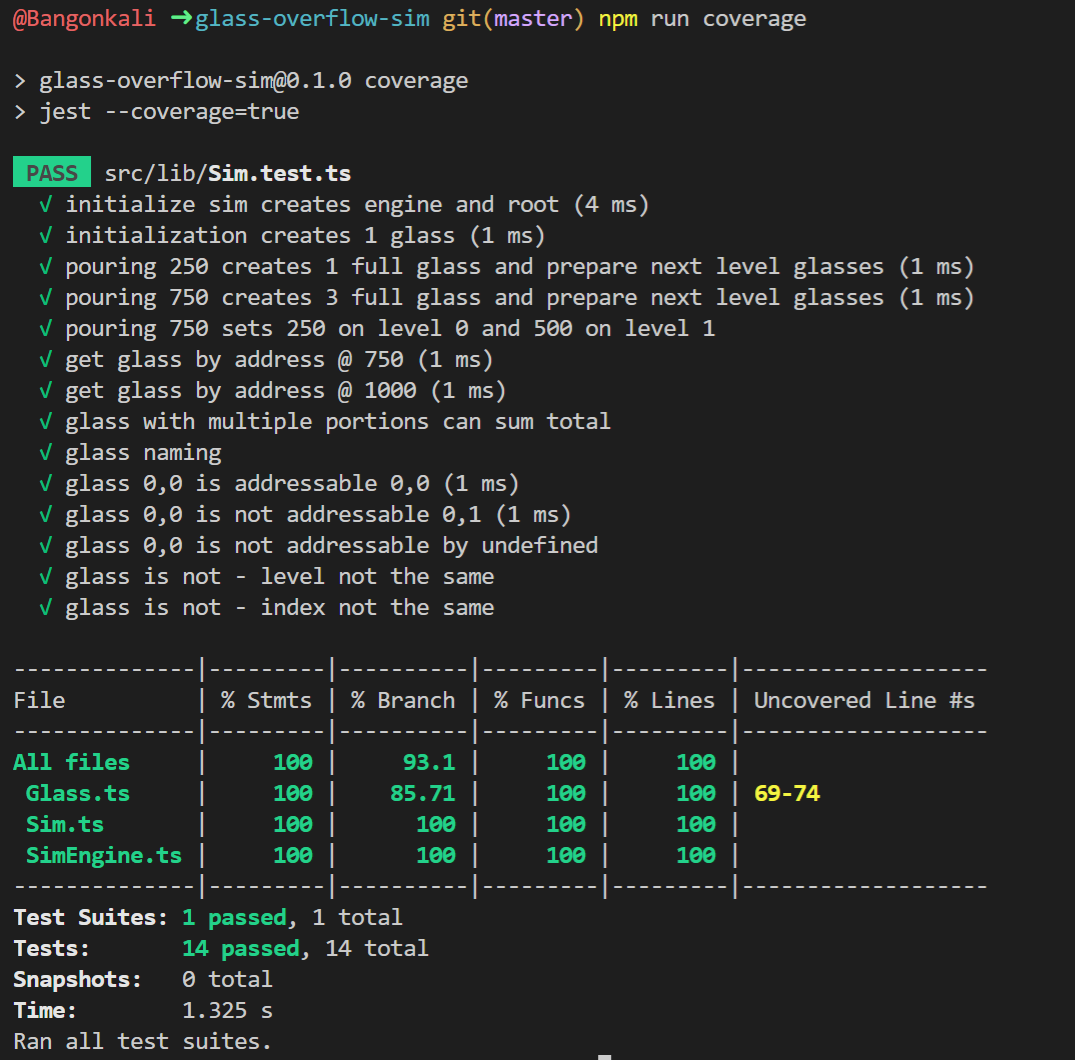 @Bangonkali ➜glass-overflow-sim git(master) npm run coverage
> glass-overflow-sim@0.1.0 coverage
> jest --coverage=true
PASS src/lib/Sim.test.ts
√ initialize sim creates engine and root (4 ms)
√ initialization creates 1 glass (1 ms)
√ pouring 250 creates 1 full glass and prepare next level glasses (1 ms)
√ pouring 750 creates 3 full glass and prepare next level glasses (1 ms)
√ pouring 750 sets 250 on level 0 and 500 on level 1
√ get glass by address @ 750 (1 ms)
√ get glass by address @ 1000 (1 ms)
√ glass with multiple portions can sum total
√ glass naming
√ glass 0,0 is addressable 0,0 (1 ms)
√ glass 0,0 is not addressable 0,1 (1 ms)
√ glass 0,0 is not addressable by undefined
√ glass is not - level not the same
√ glass is not - index not the same
--------------|---------|----------|---------|---------|-------------------
File          | % Stmts | % Branch | % Funcs | % Lines | Uncovered Line #s
--------------|---------|----------|---------|---------|-------------------
All files     |     100 |     93.1 |     100 |     100 |
 Glass.ts     |     100 |    85.71 |     100 |     100 | 69-74
 Sim.ts       |     100 |      100 |     100 |     100 |
 SimEngine.ts |     100 |      100 |     100 |     100 |
--------------|---------|----------|---------|---------|-------------------
Test Suites: 1 passed, 1 total
Tests:       14 passed, 14 total
Snapshots:   0 total
Time:        1.325 s
Ran all test suites.